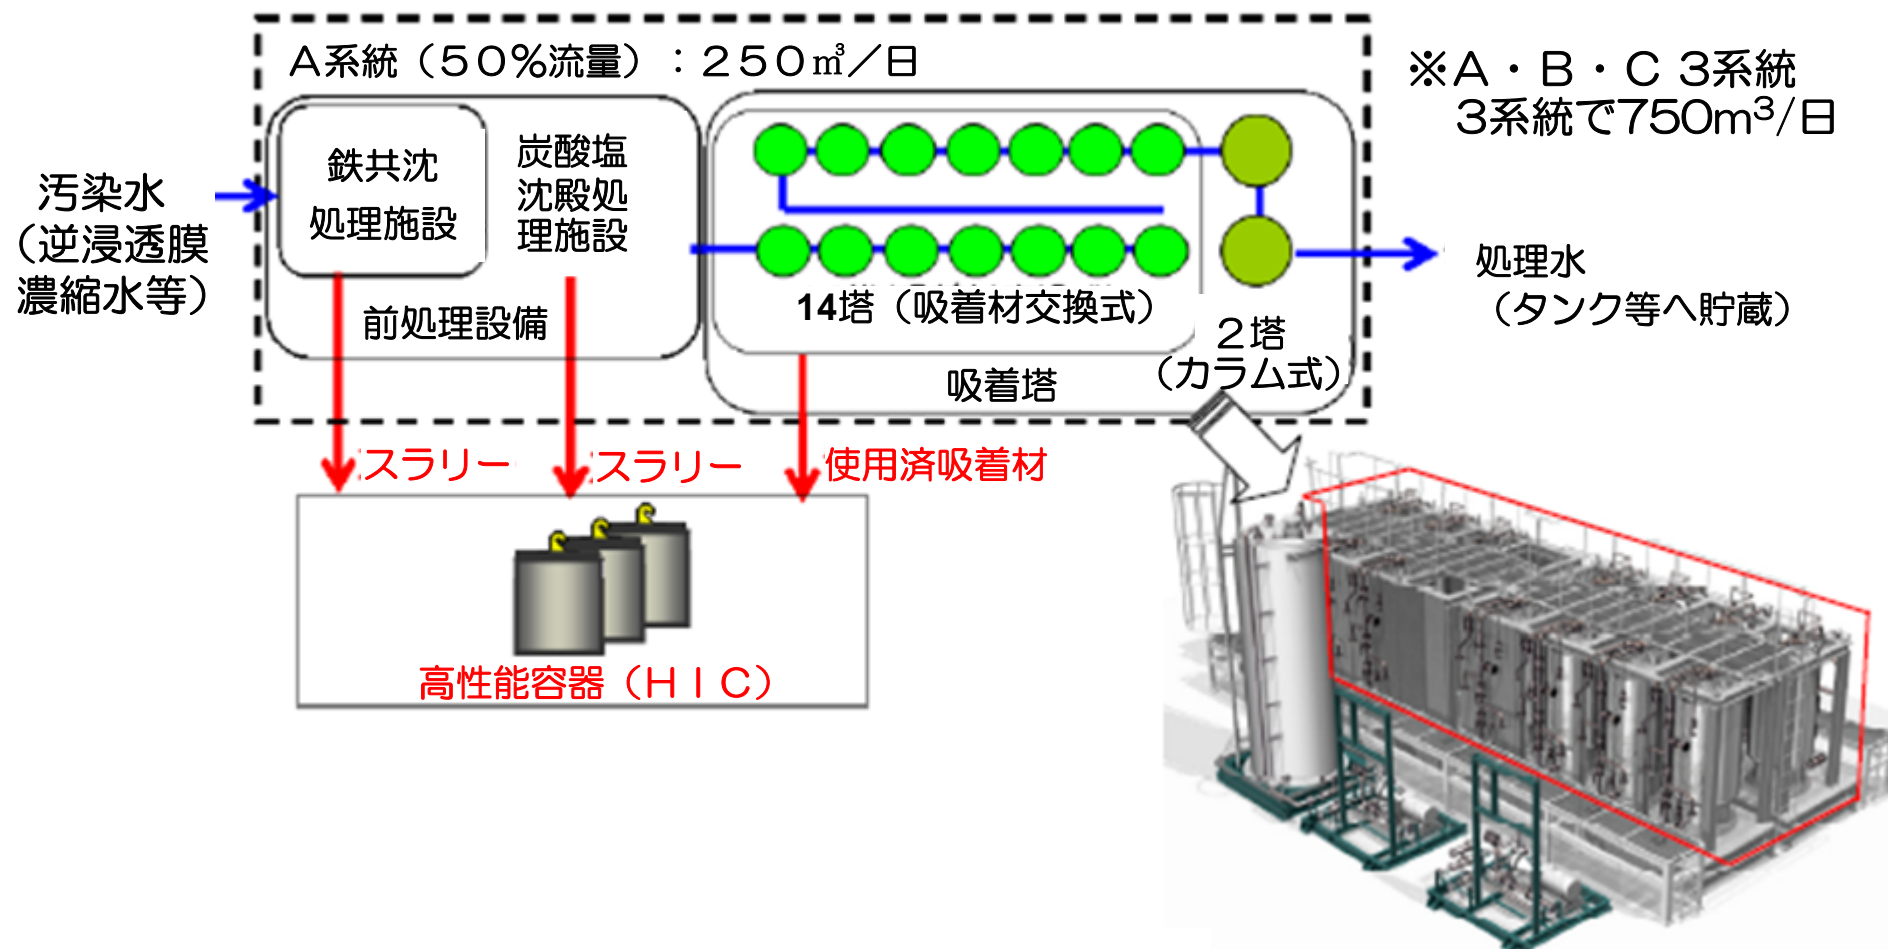 A系統（50%流量）：250㎥／日
※A・B・C 3系統
3系統で750m³/日
汚染水
（逆浸透膜
濃縮水等）
鉄共沈
処理施設
炭酸塩
沈殿処
理施設
前処理設備
14塔（吸着材交換式）
2塔
（カラム式）
吸着塔
処理水
（タンク等へ貯蔵）
スラリー
スラリー
使用済吸着材
高性能容器（HIC）